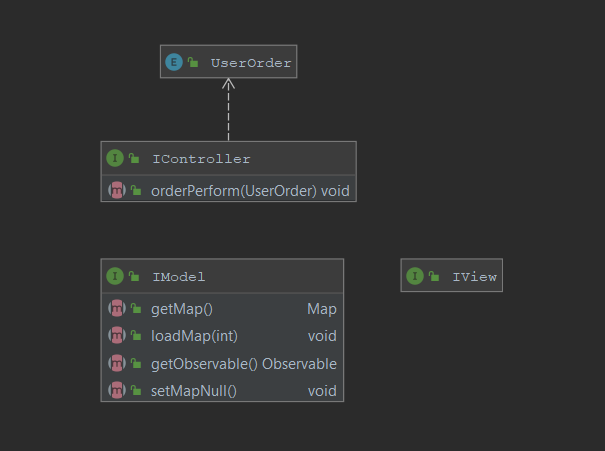 E UserOrder
I IController
m orderPerform(UserOrder) void
I IModel
m getMap() Map
m loadMap(int) void
m getObservable() Observable
m setMapNull() void
I IView